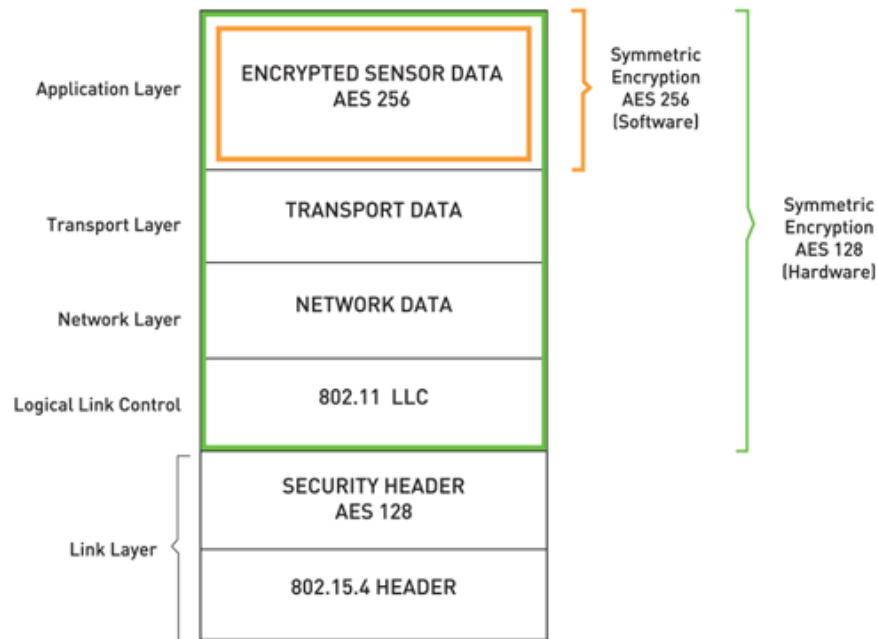 Application Layer
ENCRYPTED SENSOR DATA
AES 256
Symmetric
Encryption
AES 256
(Software)
Transport Layer
TRANSPORT DATA
Symmetric
Encryption
AES 128
(Hardware)
Network Layer
NETWORK DATA
Logical Link Control
802.11 LLC
Link Layer
SECURITY HEADER
AES 128
802.15.4 HEADER